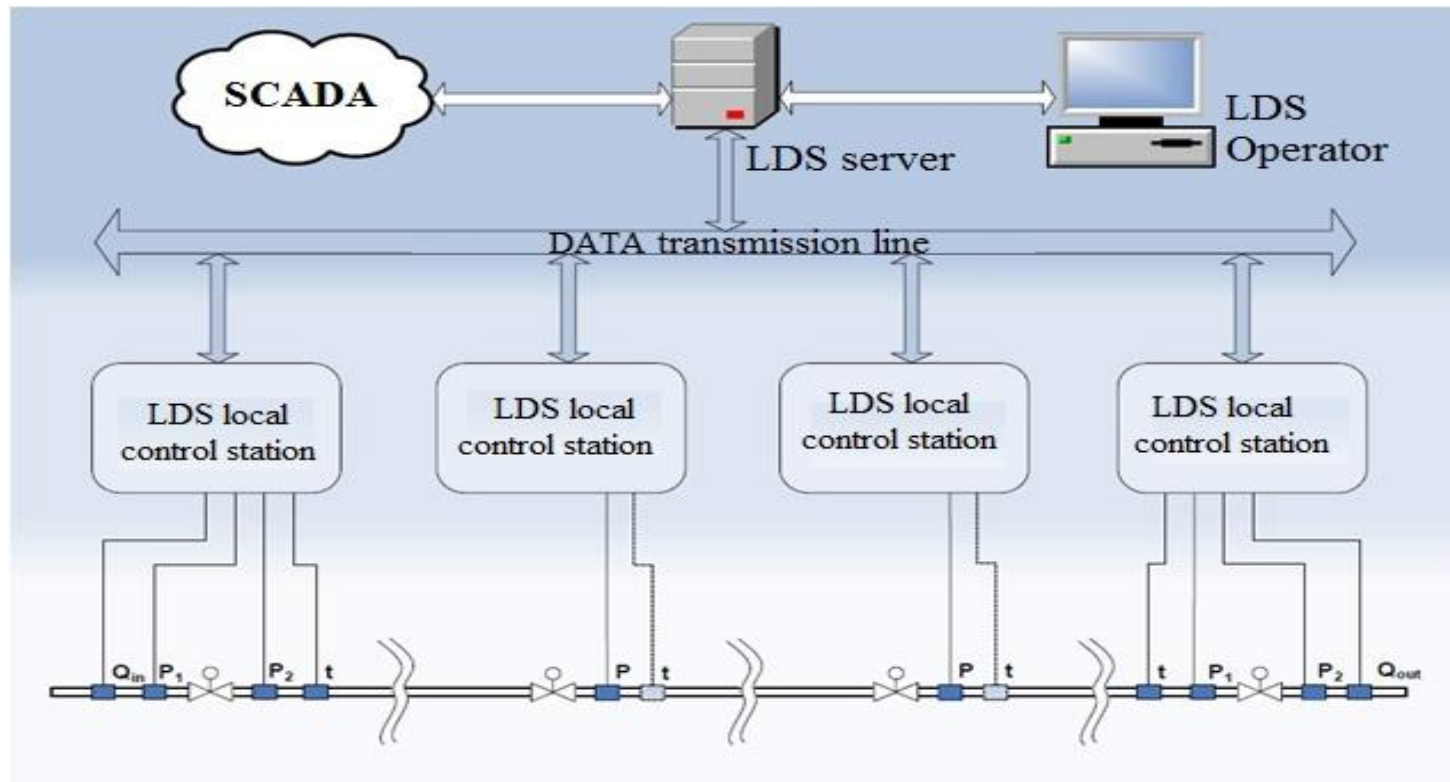 SCADA
LDS server
LDS
Operator
DATA transmission line
LDS local
control station
LDS local
control station
LDS local
control station
LDS local
control station
Qin P1 P2 t P t P t t P1 P2 Qout